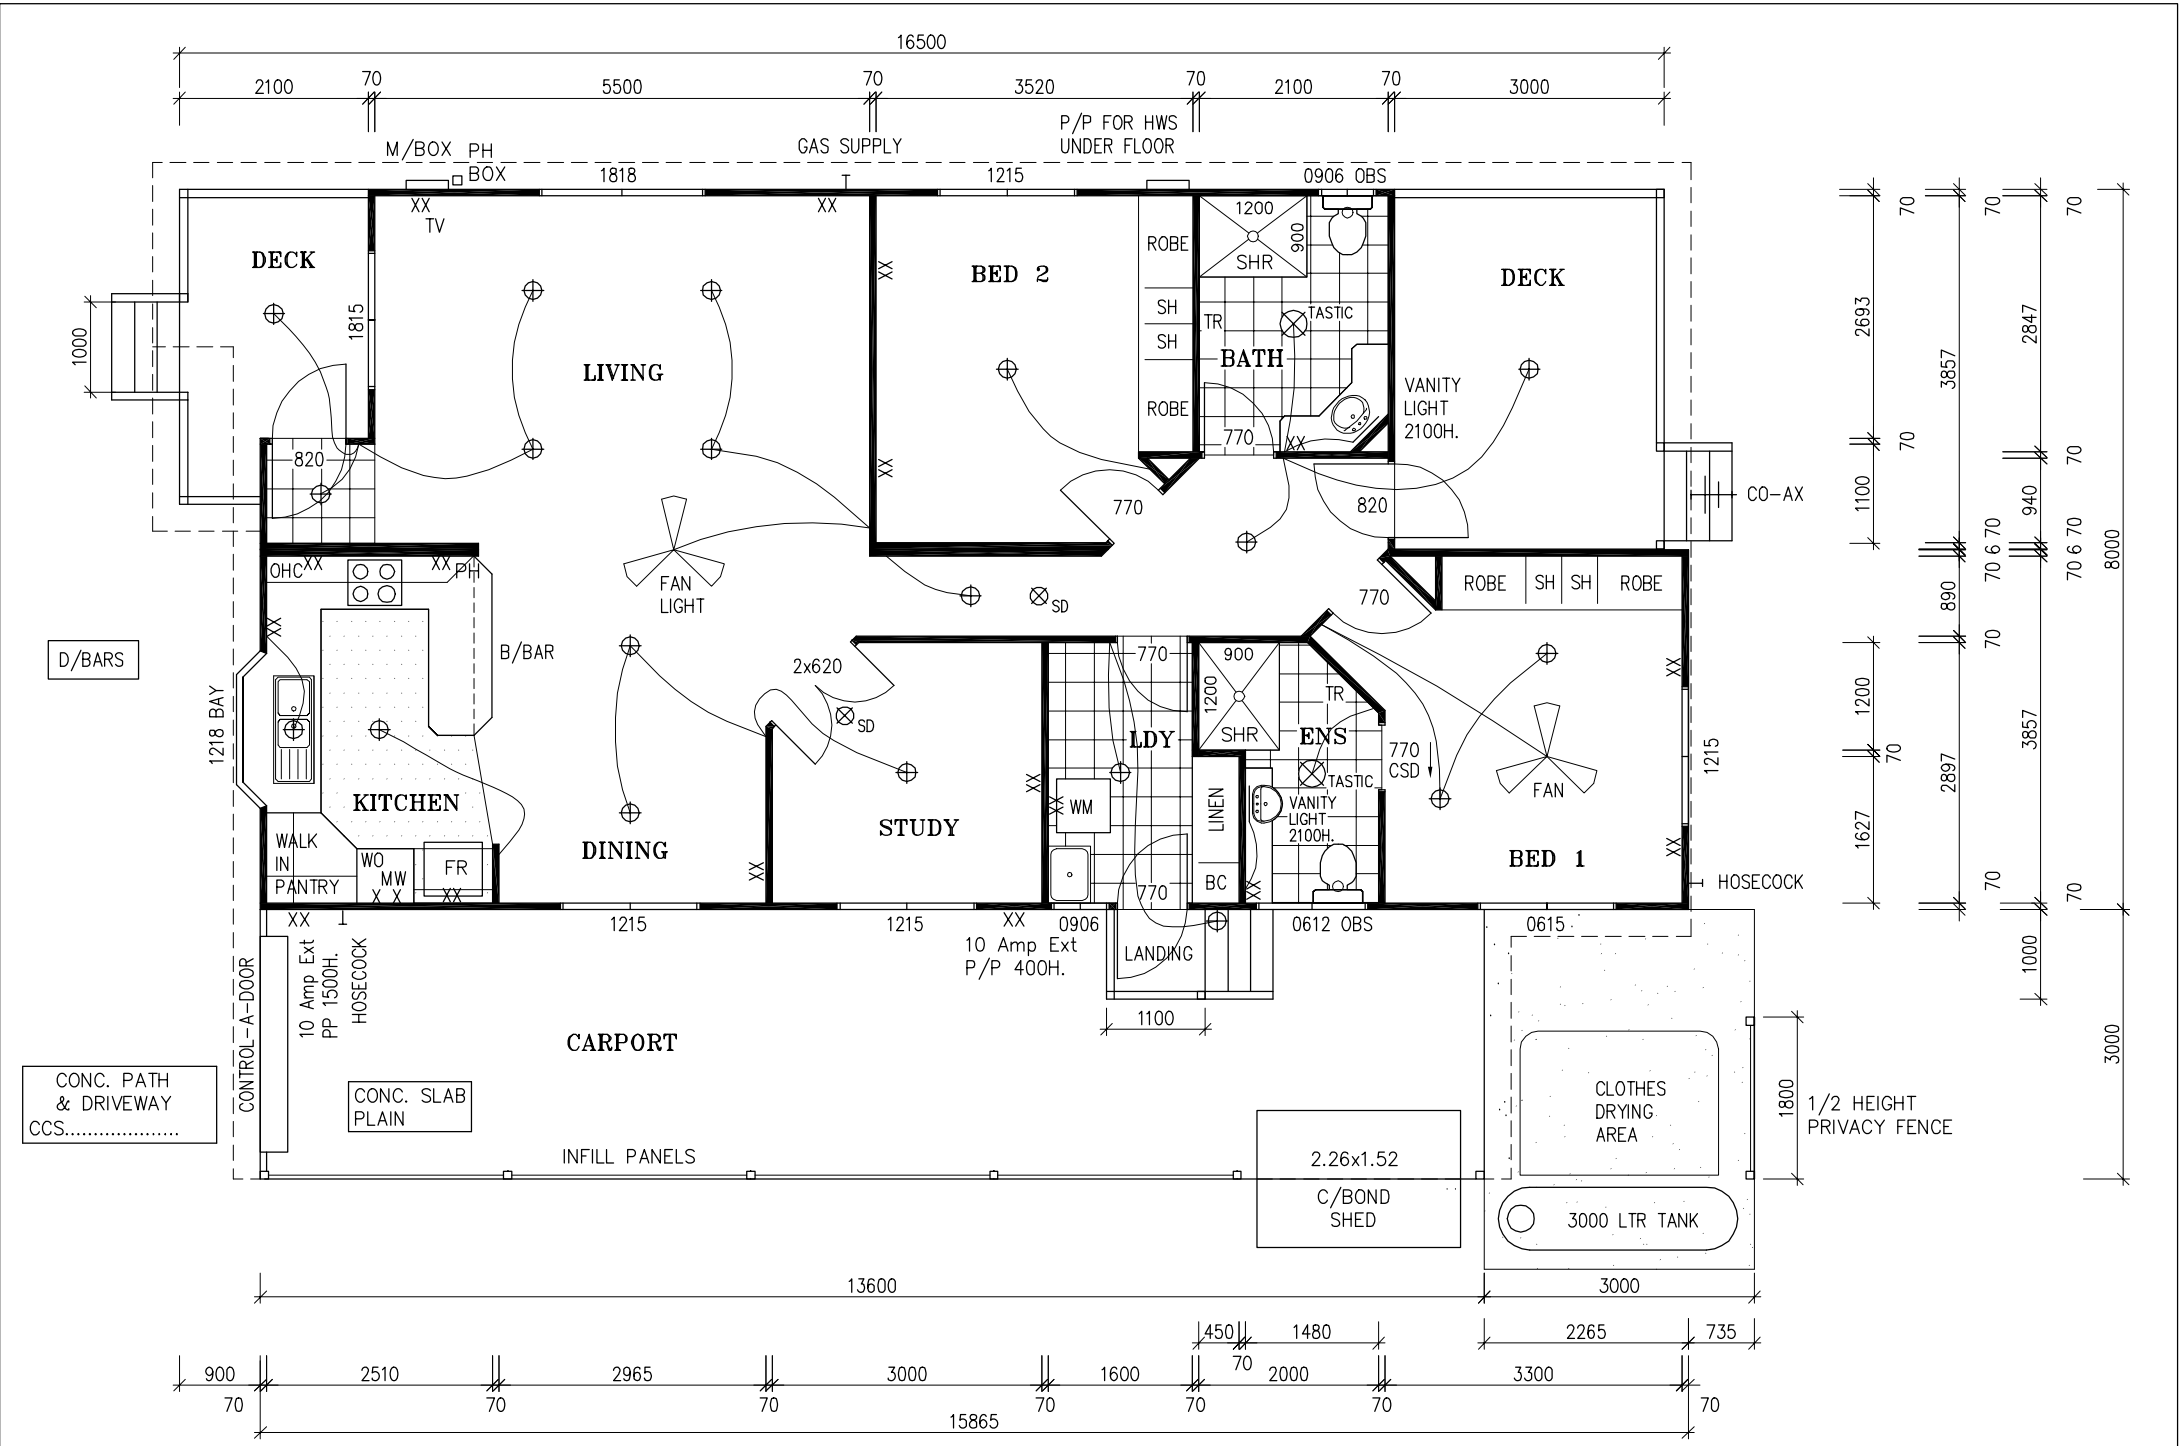 16500
2100 70 5500 70 3520 70 2100 70 3000
P/P FOR HWS
UNDER FLOOR
GAS SUPPLY
M/BOX PH
BOX
1818
1215
0906 OBS
XX
TV
XX
DECK
1815
1000
820
LIVING
FAN
LIGHT
XX
XX
BED 2
ROBE
SH
SH
ROBE
770
1200
900
SHR
TR
TASTIC
BATH
770
XX
VANITY
LIGHT
2100H.
DECK
820
CO-AX
OHC
XX
XX
PH
XX
B/BAR
D/BARS
1218 BAY
KITCHEN
WALK
IN
PANTRY
WO
MW
X X
FR
XX
2x620
SD
SD
DINING
XX
STUDY
XX
770
LDY
XX
WM
770
LINEN
BC
900
1200
SHR
TR
ENS
TASTIC
VANITY
LIGHT
2100H.
XX
770
CSD
770
ROBE SH SH ROBE
XX
FAN
XX
1215
BED 1
HOSECOCK
XX
1215
1215
XX
0906
0612 OBS
0615
10 Amp Ext
P/P 400H.
LANDING
1100
CONTROL-A-DOOR
10 Amp Ext
PP 1500H.
HOSECOCK
CARPORT
CONC. PATH
& DRIVEWAY
CCS....................
CONC. SLAB
PLAIN
INFILL PANELS
2.26x1.52
C/BOND
SHED
CLOTHES
DRYING
AREA
3000 LTR TANK
1800
1/2 HEIGHT
PRIVACY FENCE
2693
1100
1200
1627
70
70
70
3857
70 6 70
890
70
2897
70
70
2847
70
940
70 6 70
3857
1000
70
8000
3000
70
13600 3000
450 70 1480 2265 735
900 70 2510 70 2965 70 3000 70 1600 70 2000 70 3300 70
15865